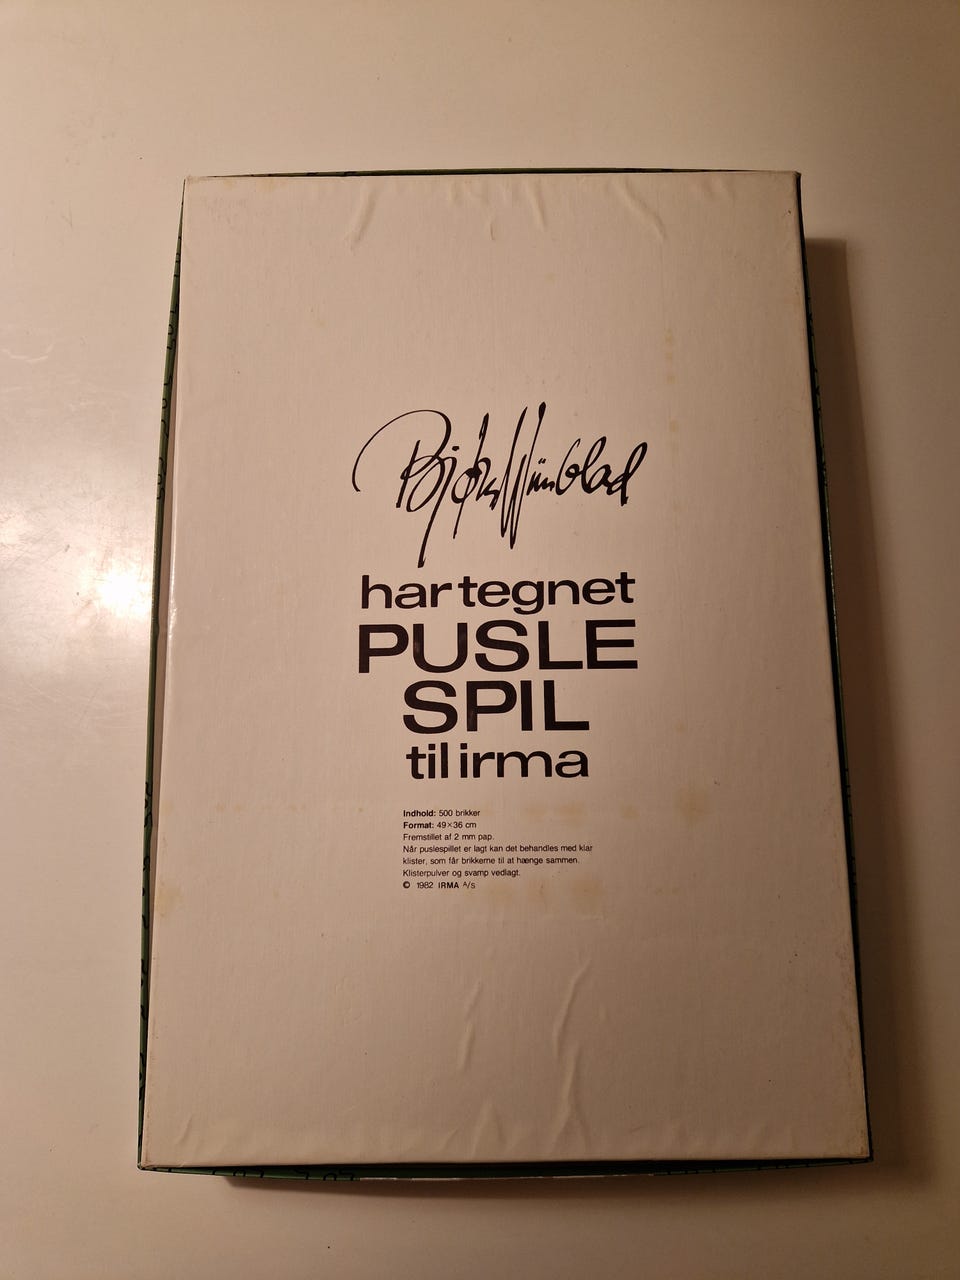 Bjørn Wiinblad
har tegnet
PUSLE
SPIL
til irma
Indhold: 500 brikker
Format: 49×36 cm
Fremstillet af 2 mm pap.
Når puslespillet er lagt kan det behandles med klar
klister, som får brikkerne til at hænge sammen.
Klisterpulver og svamp vedlagt.
© 1982 IRMA A/S